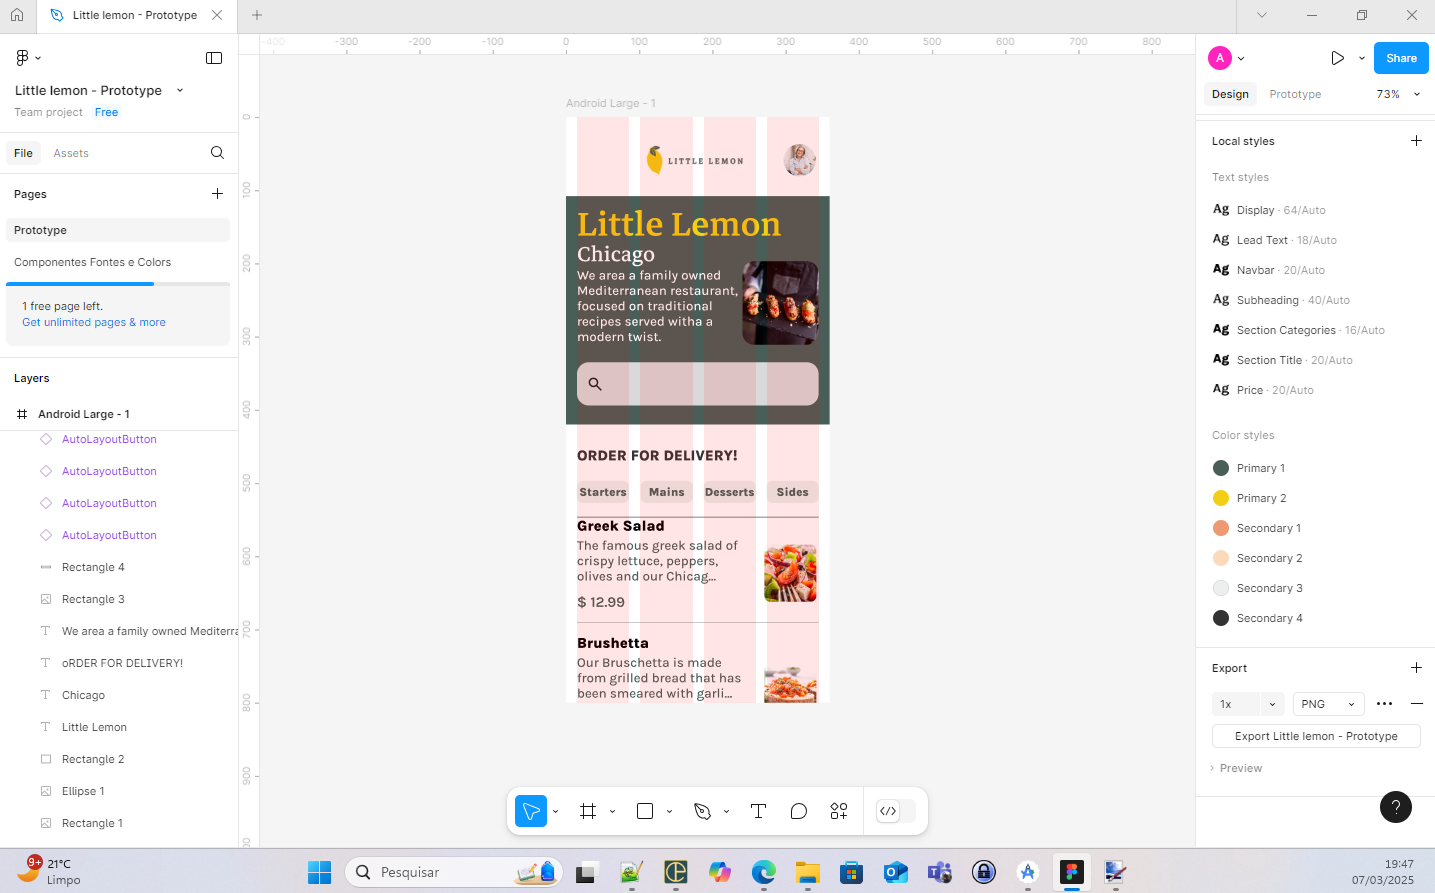 Little lemon - Prototype
-400
-300
-200
-100
0
100
200
300
400
500
600
700
800
Little lemon - Prototype
Team project
Free
File
Assets
Pages
Prototype
Componentes Fontes e Colors
1 free page left.
Get unlimited pages & more
Layers
Android Large - 1
AutoLayoutButton
AutoLayoutButton
AutoLayoutButton
AutoLayoutButton
Rectangle 4
Rectangle 3
We area a family owned Mediterra
oRDER FOR DELIVERY!
Chicago
Little Lemon
Rectangle 2
Ellipse 1
Rectangle 1
0
100
200
300
400
500
600
700
800
900
Android Large - 1
LITTLE LEMON
Little Lemon
Chicago
We area a family owned
Mediterranean restaurant,
focused on traditional
recipes served witha a
modern twist.
ORDER FOR DELIVERY!
Starters
Mains
Desserts
Sides
Greek Salad
The famous greek salad of
crispy lettuce, peppers,
olives and our Chicag...
$ 12.99
Brushetta
Our Bruschetta is made
from grilled bread that has
been smeared with garli...
A
Share
Design
Prototype
73%
Local styles
Text styles
Ag Display · 64/Auto
Ag Lead Text · 18/Auto
Ag Navbar · 20/Auto
Ag Subheading · 40/Auto
Ag Section Categories · 16/Auto
Ag Section Title · 20/Auto
Ag Price · 20/Auto
Color styles
Primary 1
Primary 2
Secondary 1
Secondary 2
Secondary 3
Secondary 4
Export
1x
PNG
Export Little lemon - Prototype
Preview
?
9+
21°C
Limpo
Pesquisar
19:47
07/03/2025